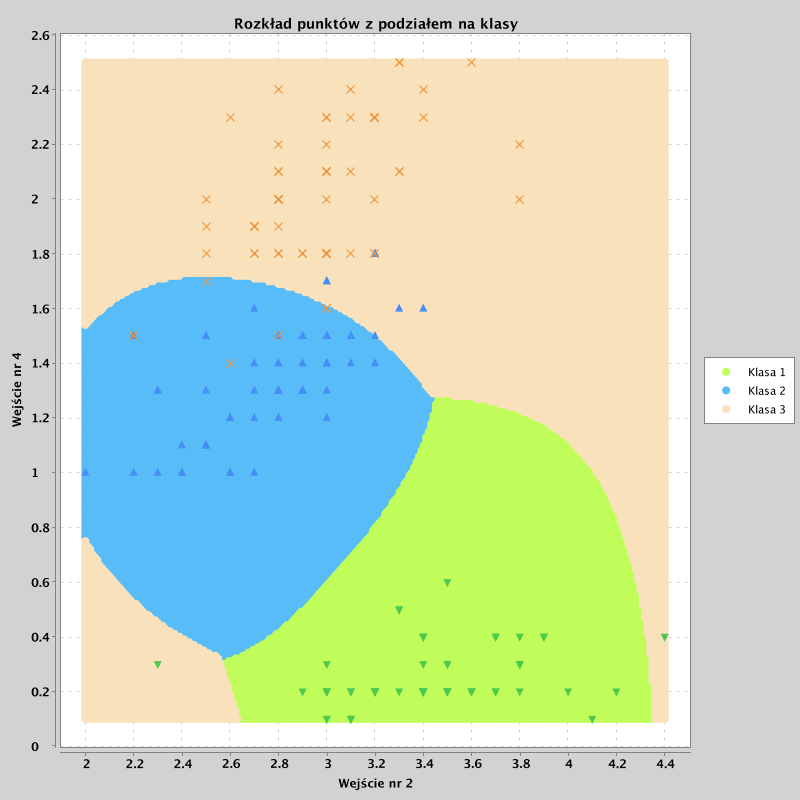 Rozkład punktów z podziałem na klasy
2.6
2.4
2.2
2
1.8
1.6
1.4
1.2
1
0.8
0.6
0.4
0.2
0
Wejście nr 4
2 2.2 2.4 2.6 2.8 3 3.2 3.4 3.6 3.8 4 4.2 4.4
Wejście nr 2
Klasa 1
Klasa 2
Klasa 3